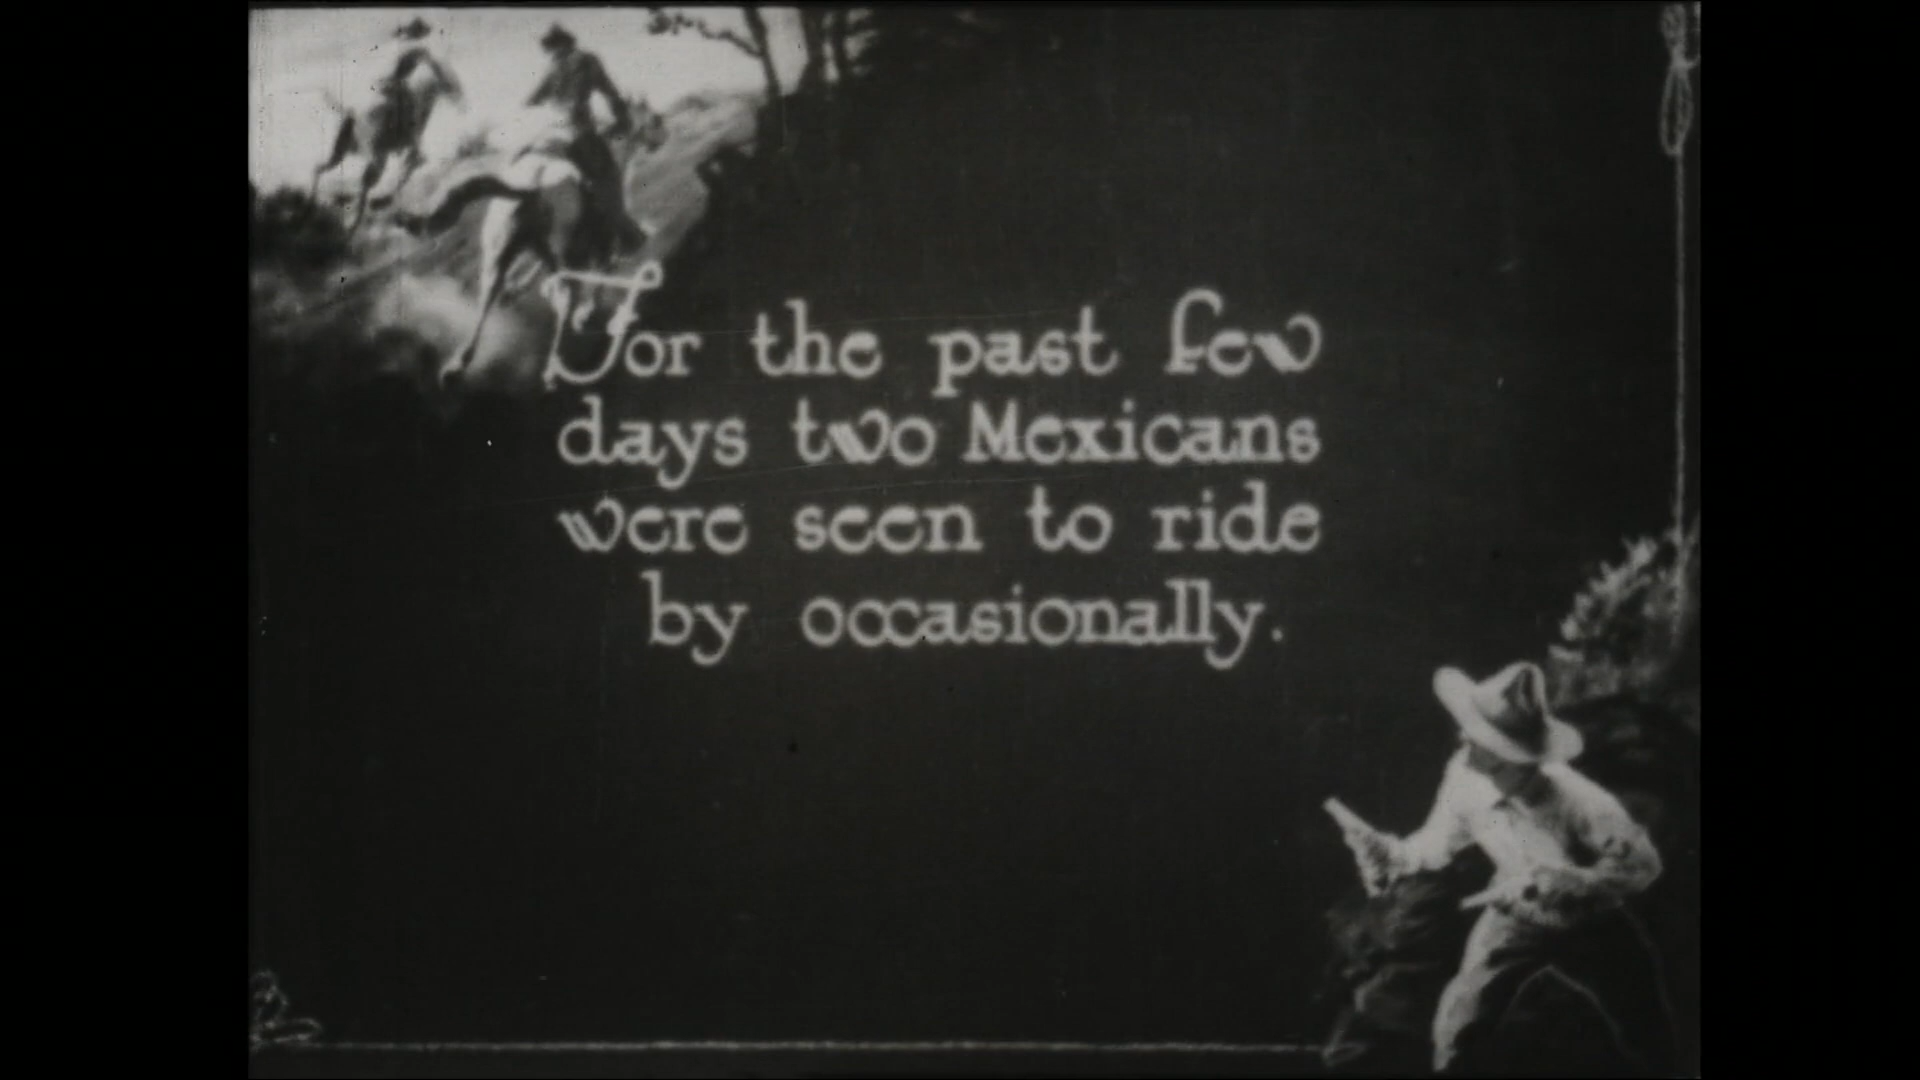 For the past few
days two Mexicans
were seen to ride
by occasionally.